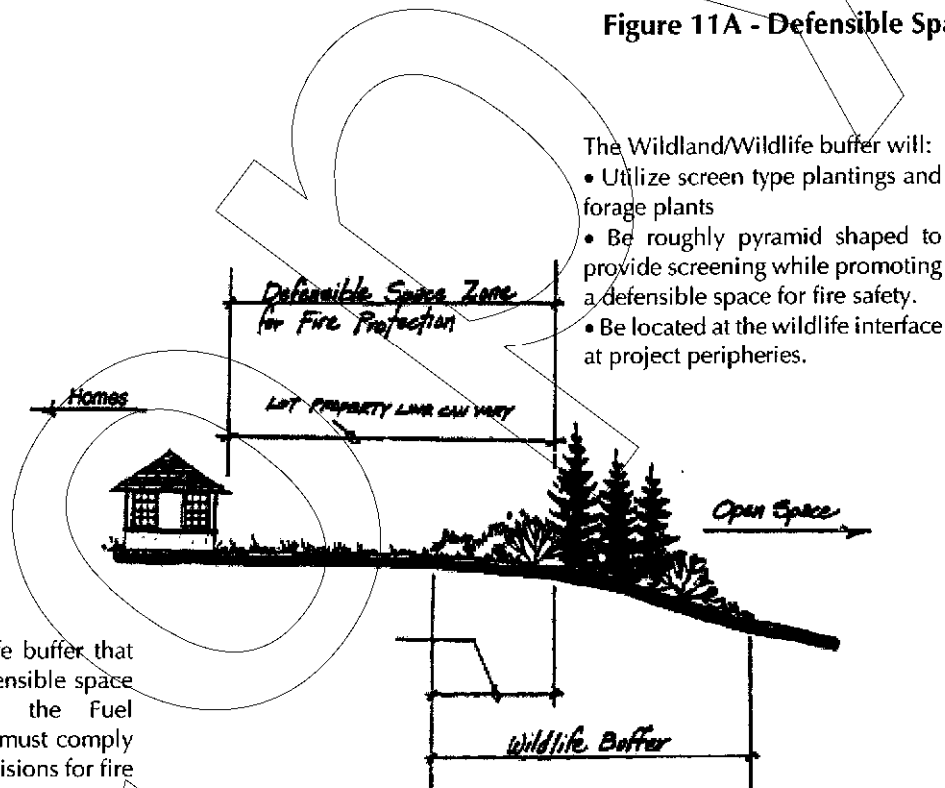 Figure 11A - Defensible Spa
The Wildland/Wildlife buffer will:
• Utilize screen type plantings and
forage plants
• Be roughly pyramid shaped to
provide screening while promoting
a defensible space for fire safety.
• Be located at the wildlife interface
at project peripheries.
Defensible Space Zone
for Fire Protection
Homes
LOT PROPERTY LINE CAN VARY
Open Space
fe buffer that
ensible space
the Fuel
must comply
isions for fire
Wildlife Buffer